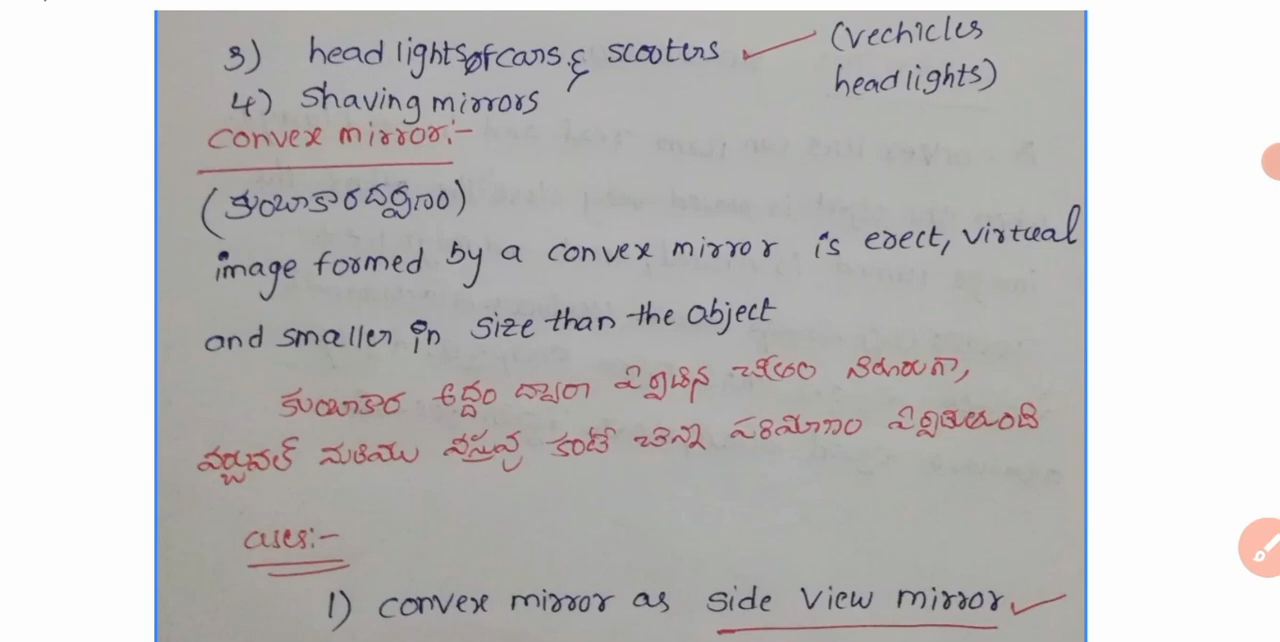 3) head lights of cars & scooters
(vechicles
headlights)
4) shaving mirrors
convex mirror:-
(కుంభాకారదర్పణం)
image formed by a convex mirror is erect, virtual
and smaller in size than the object
కుంభాకార అద్దం ద్వారా ఏర్పడిన చిత్రం నిటారుగా,
వర్చువల్ మరియు వస్తువు కంటే చిన్న పరిమాణం
uses:-
1) convex mirror as side view mirror